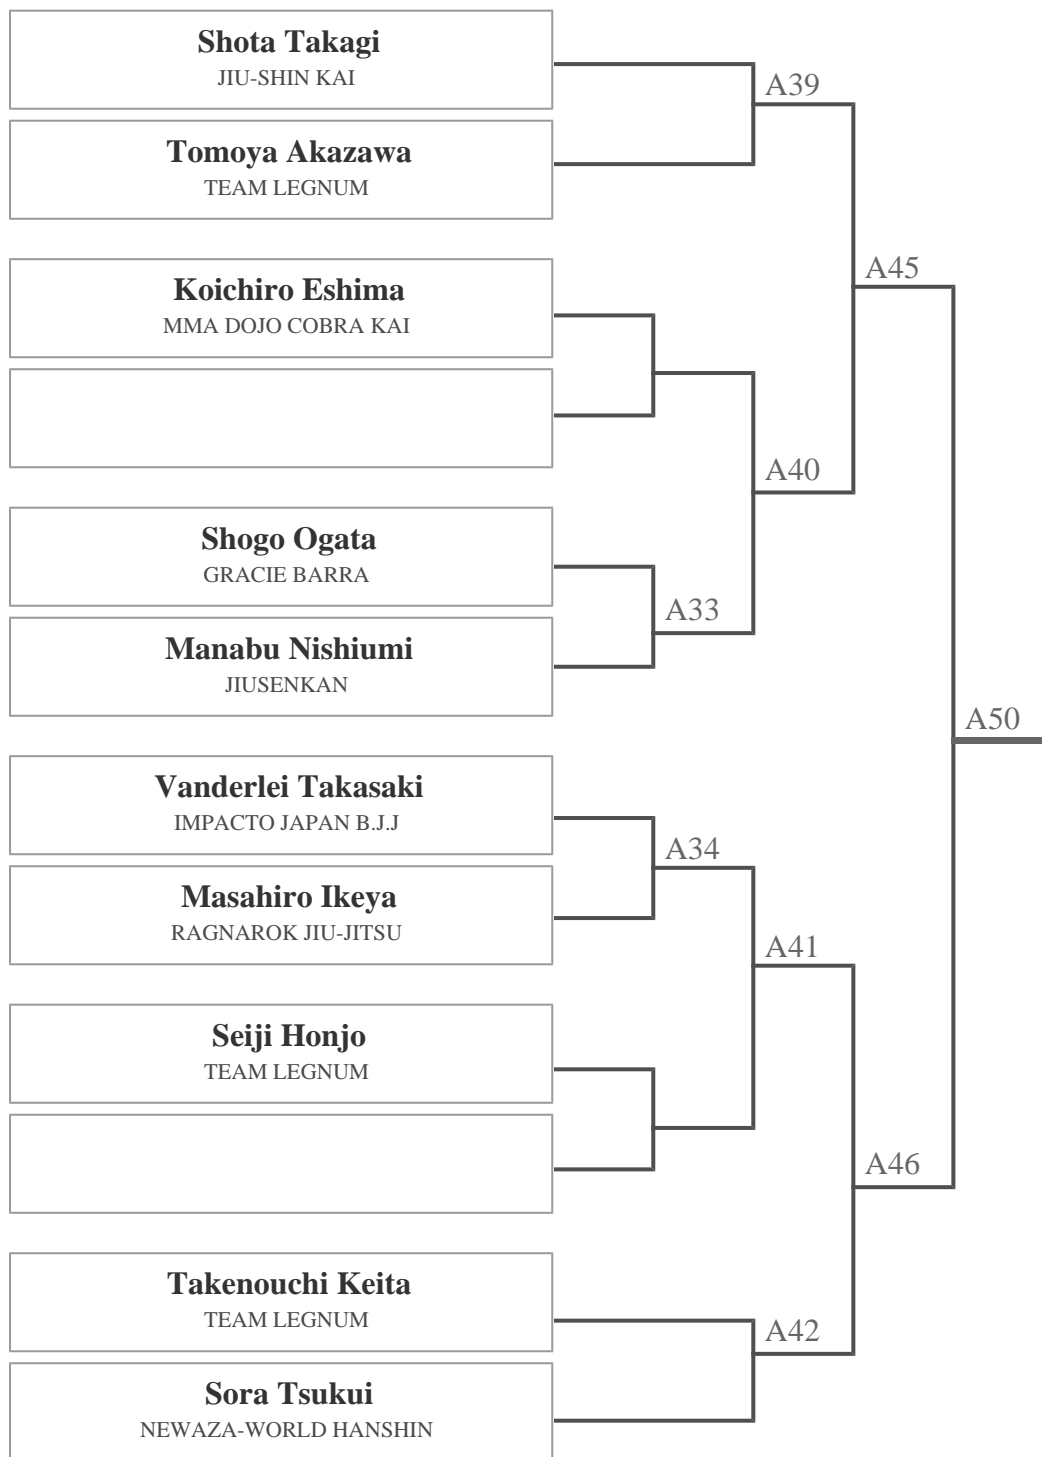 Shota Takagi
JIU-SHIN KAI
A39
Tomoya Akazawa
TEAM LEGNUM
Koichiro Eshima
MMA DOJO COBRA KAI
A45
A40
Shogo Ogata
GRACIE BARRA
A33
Manabu Nishiumi
JIUSENKAN
A50
Vanderlei Takasaki
IMPACTO JAPAN B.J.J
A34
Masahiro Ikeya
RAGNAROK JIU-JITSU
A41
Seiji Honjo
TEAM LEGNUM
A46
Takenouchi Keita
TEAM LEGNUM
A42
Sora Tsukui
NEWAZA-WORLD HANSHIN